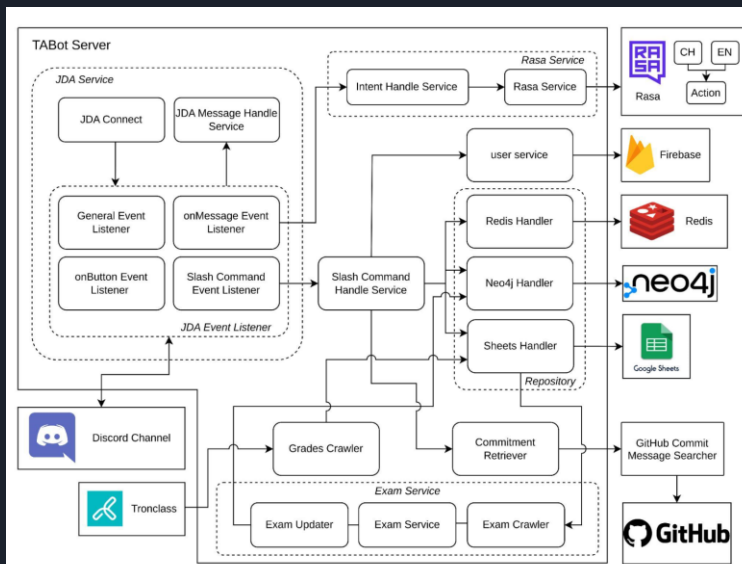 TABot Server
JDA Service
JDA Connect
JDA Message Handle
Service
General Event
Listener
onMessage Event
Listener
onButton Event
Listener
Slash Command
Event Listener
JDA Event Listener
Rasa Service
Intent Handle Service
Rasa Service
RASA
Rasa
CH
EN
Action
user service
Firebase
Redis Handler
Redis
Slash Command
Handle Service
Neo4j Handler
neo4j
Sheets Handler
Repository
Google Sheets
Discord Channel
Grades Crawler
Commitment
Retriever
GitHub Commit
Message Searcher
Tronclass
Exam Service
Exam Updater
Exam Service
Exam Crawler
GitHub